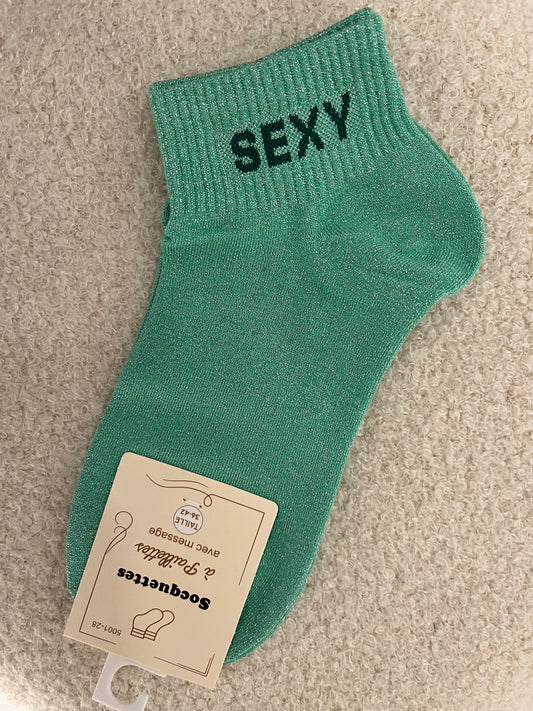 SEXY
5001-28
Socquettes
à Paillettes
avec message
TAILLE
36-42